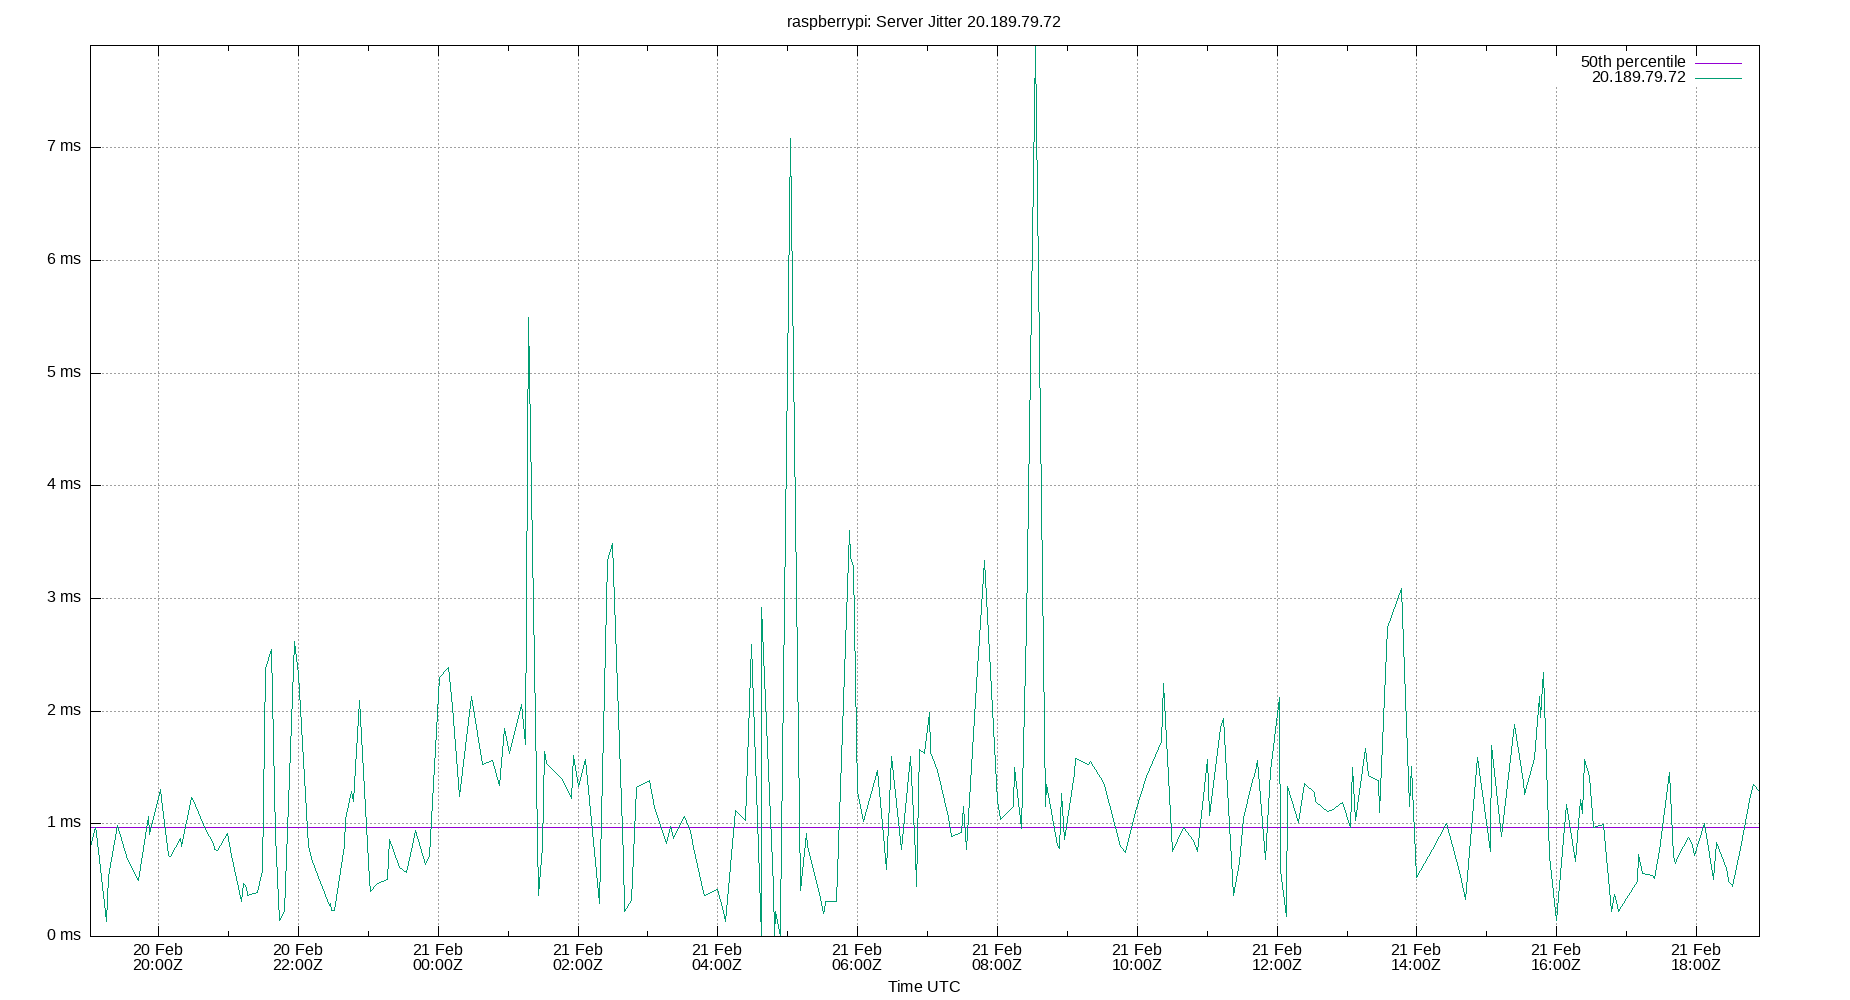 raspberrypi: Server Jitter 20.189.79.72
50th percentile
20.189.79.72
7 ms
6 ms
5 ms
4 ms
3 ms
2 ms
1 ms
0 ms
20 Feb 20 Feb 21 Feb 21 Feb 21 Feb 21 Feb 21 Feb 21 Feb 21 Feb 21 Feb 21 Feb 21 Feb
20:00Z 22:00Z 00:00Z 02:00Z 04:00Z 06:00Z 08:00Z 10:00Z 12:00Z 14:00Z 16:00Z 18:00Z
Time UTC